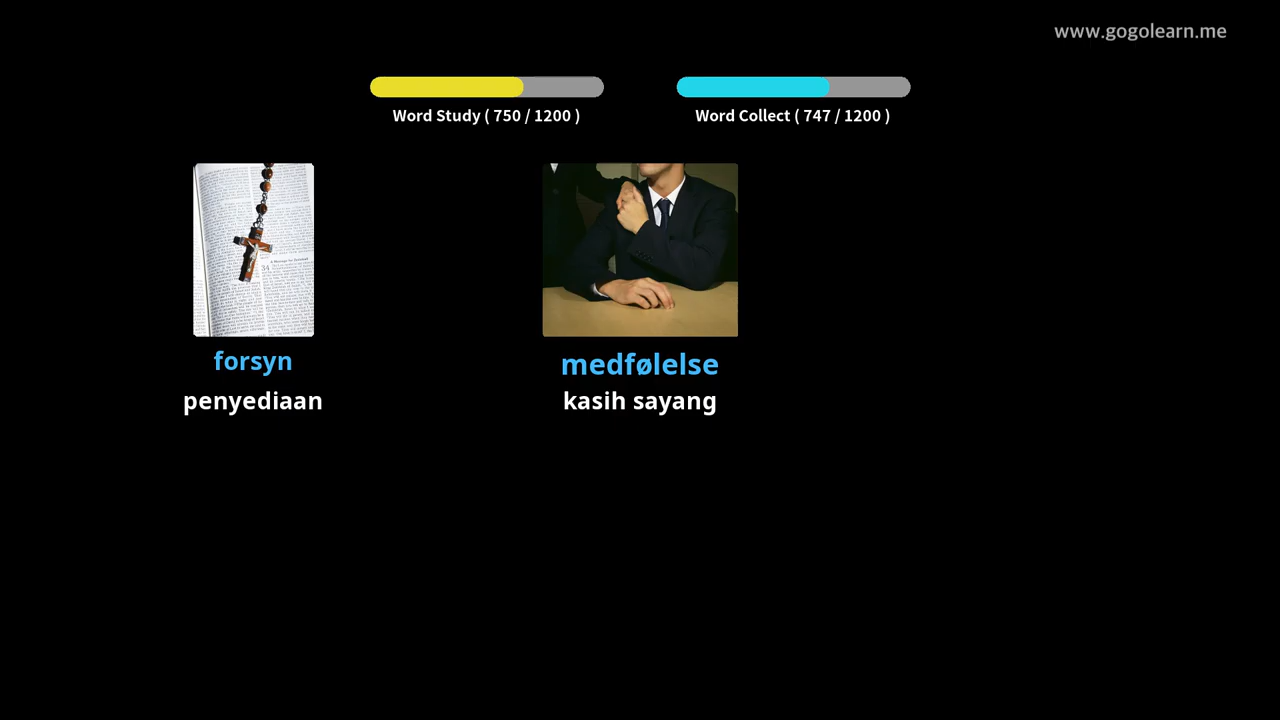 www.gogolearn.me
Word Study ( 750 / 1200 )
Word Collect ( 747 / 1200 )
forsyn
medfølelse
penyediaan
kasih sayang